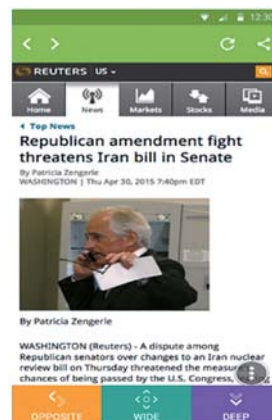 12:30
REUTERS US
Home News Markets Stocks Media
Top News
Republican amendment fight
threatens Iran bill in Senate
By Patricia Zengerle
WASHINGTON | Thu Apr 30, 2015 7:40pm EDT
By Patricia Zengerle
WASHINGTON (Reuters) - A dispute among
Republican senators over changes to an Iran nuclear
review bill on Thursday threatened the measure
chances of being passed by the U.S. Congress,
OPPOSITE WIDE DEEP